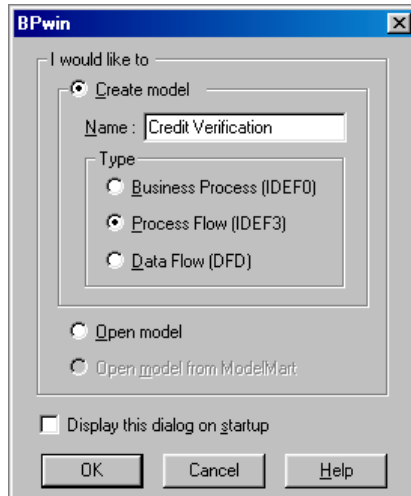 BPwin
I would like to
Create model
Name : Credit Verification
Type
Business Process (IDEF0)
Process Flow (IDEF3)
Data Flow (DFD)
Open model
Open model from ModelMart
Display this dialog on startup
OK Cancel Help